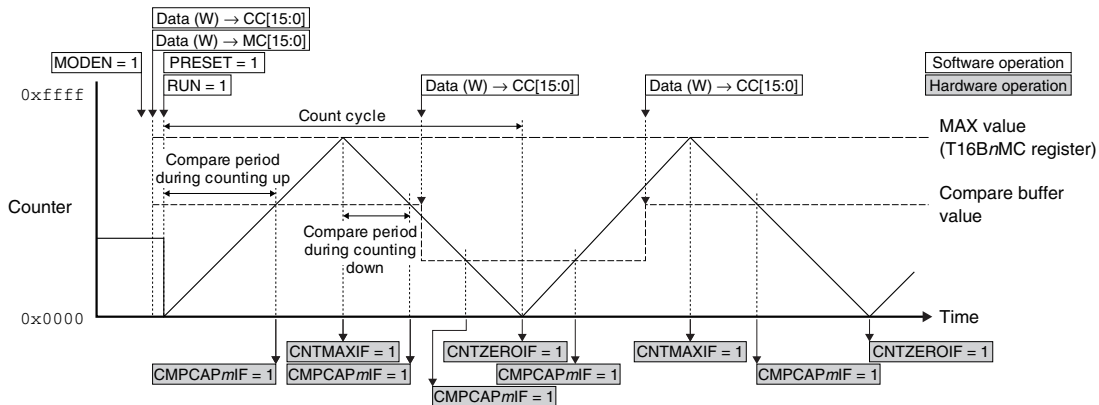 Data (W) → CC[15:0]
Data (W) → MC[15:0]
MODEN = 1
PRESET = 1
RUN = 1
Data (W) → CC[15:0]
Data (W) → CC[15:0]
Software operation
Hardware operation
0xffff
Count cycle
MAX value
(T16BnMC register)
Compare period
during counting up
Counter
Compare buffer
value
Compare period
during counting
down
0x0000
Time
CNTMAXIF = 1
CNTZEROIF = 1
CNTMAXIF = 1
CNTZEROIF = 1
CMPCAPmIF = 1
CMPCAPmIF = 1
CMPCAPmIF = 1
CMPCAPmIF = 1
CMPCAPmIF = 1